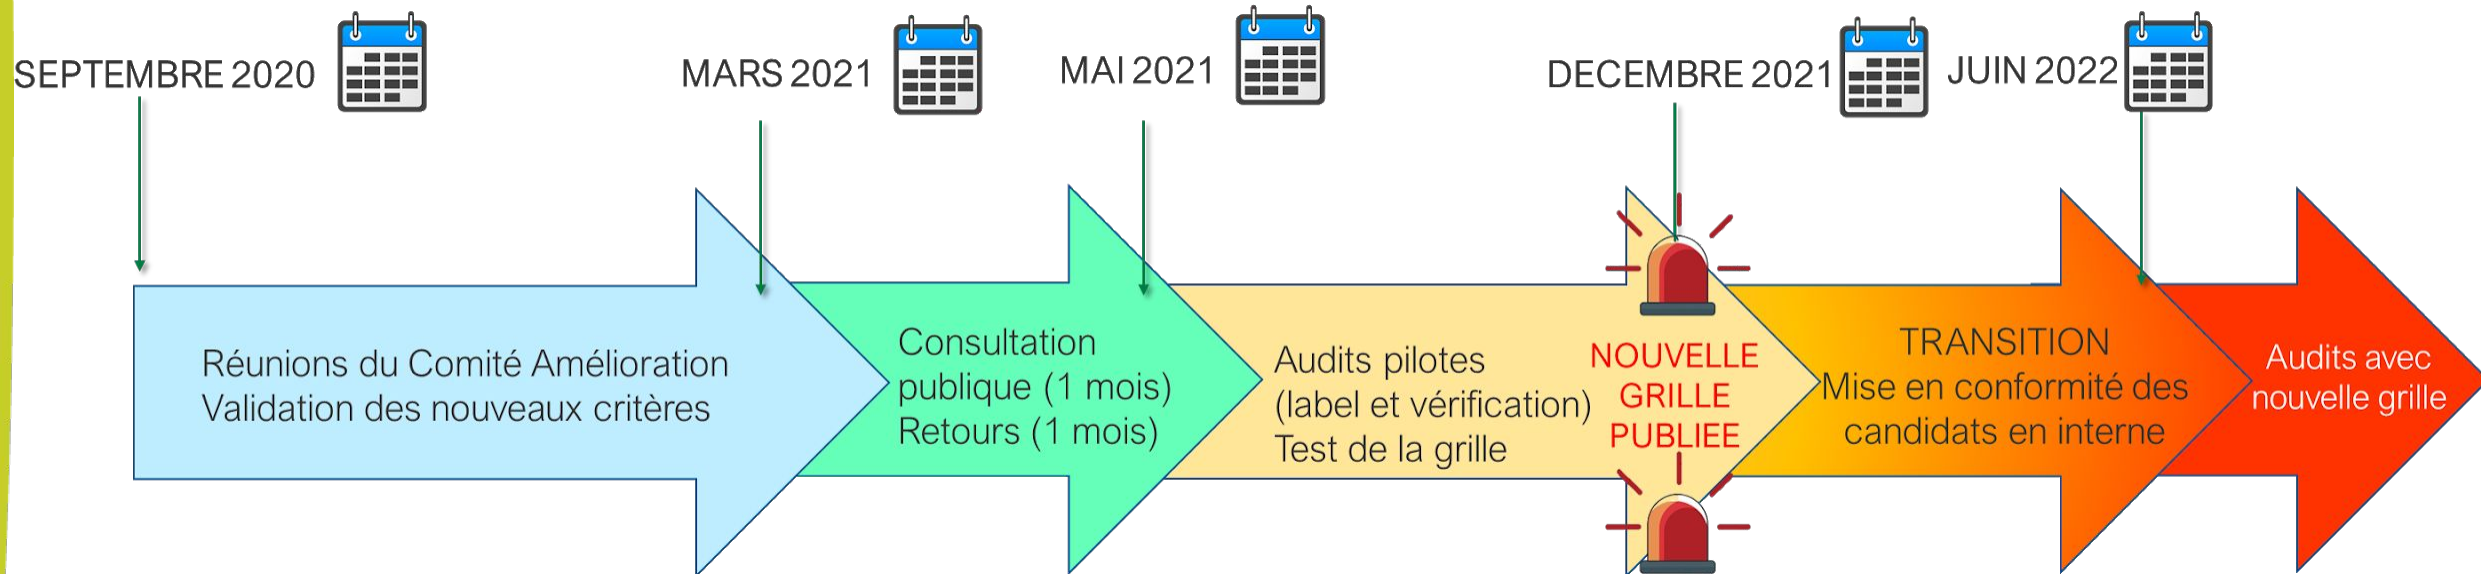 SEPTEMBRE 2020
MARS 2021
MAI 2021
DECEMBRE 2021
JUIN 2022
Réunions du Comité Amélioration
Validation des nouveaux critères
Consultation
publique (1 mois)
Retours (1 mois)
Audits pilotes
(label et vérification)
Test de la grille
NOUVELLE
GRILLE
PUBLIEE
TRANSITION
Mise en conformité des
candidats en interne
Audits avec
nouvelle grille